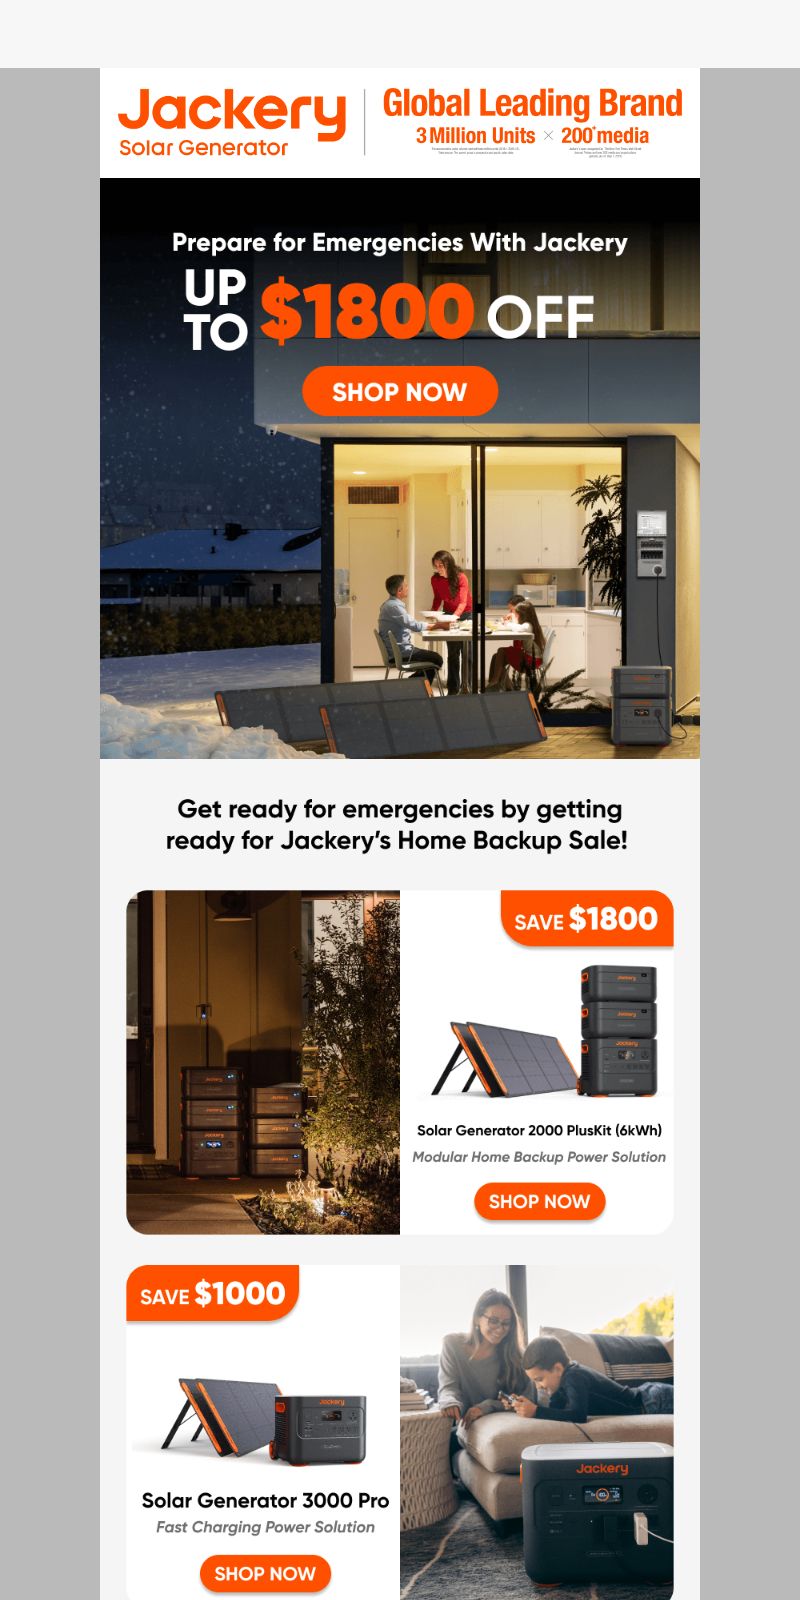 Jackery
Solar Generator
Global Leading Brand
3 Million Units × 200+media
Prepare for Emergencies With Jackery
UP TO $1800 OFF
SHOP NOW
Get ready for emergencies by getting
ready for Jackery’s Home Backup Sale!
SAVE $1800
Solar Generator 2000 PlusKit (6kWh)
Modular Home Backup Power Solution
SHOP NOW
SAVE $1000
Solar Generator 3000 Pro
Fast Charging Power Solution
SHOP NOW
Jackery